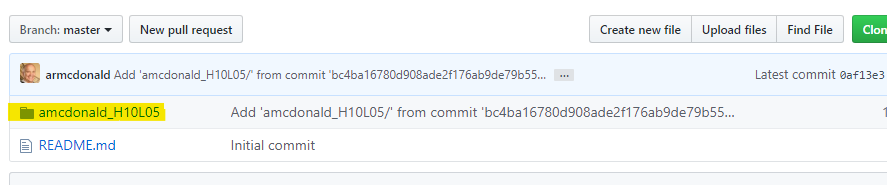 Branch: master New pull request Create new file Upload files Find File
armcdonald Add 'amcdonald_H10L05/' from commit 'bc4ba16780d908ade2f176ab9de79b55... ... Latest commit 0af13e3
amcdonald_H10L05 Add 'amcdonald_H10L05/' from commit 'bc4ba16780d908ade2f176ab9de79b55...
README.md Initial commit